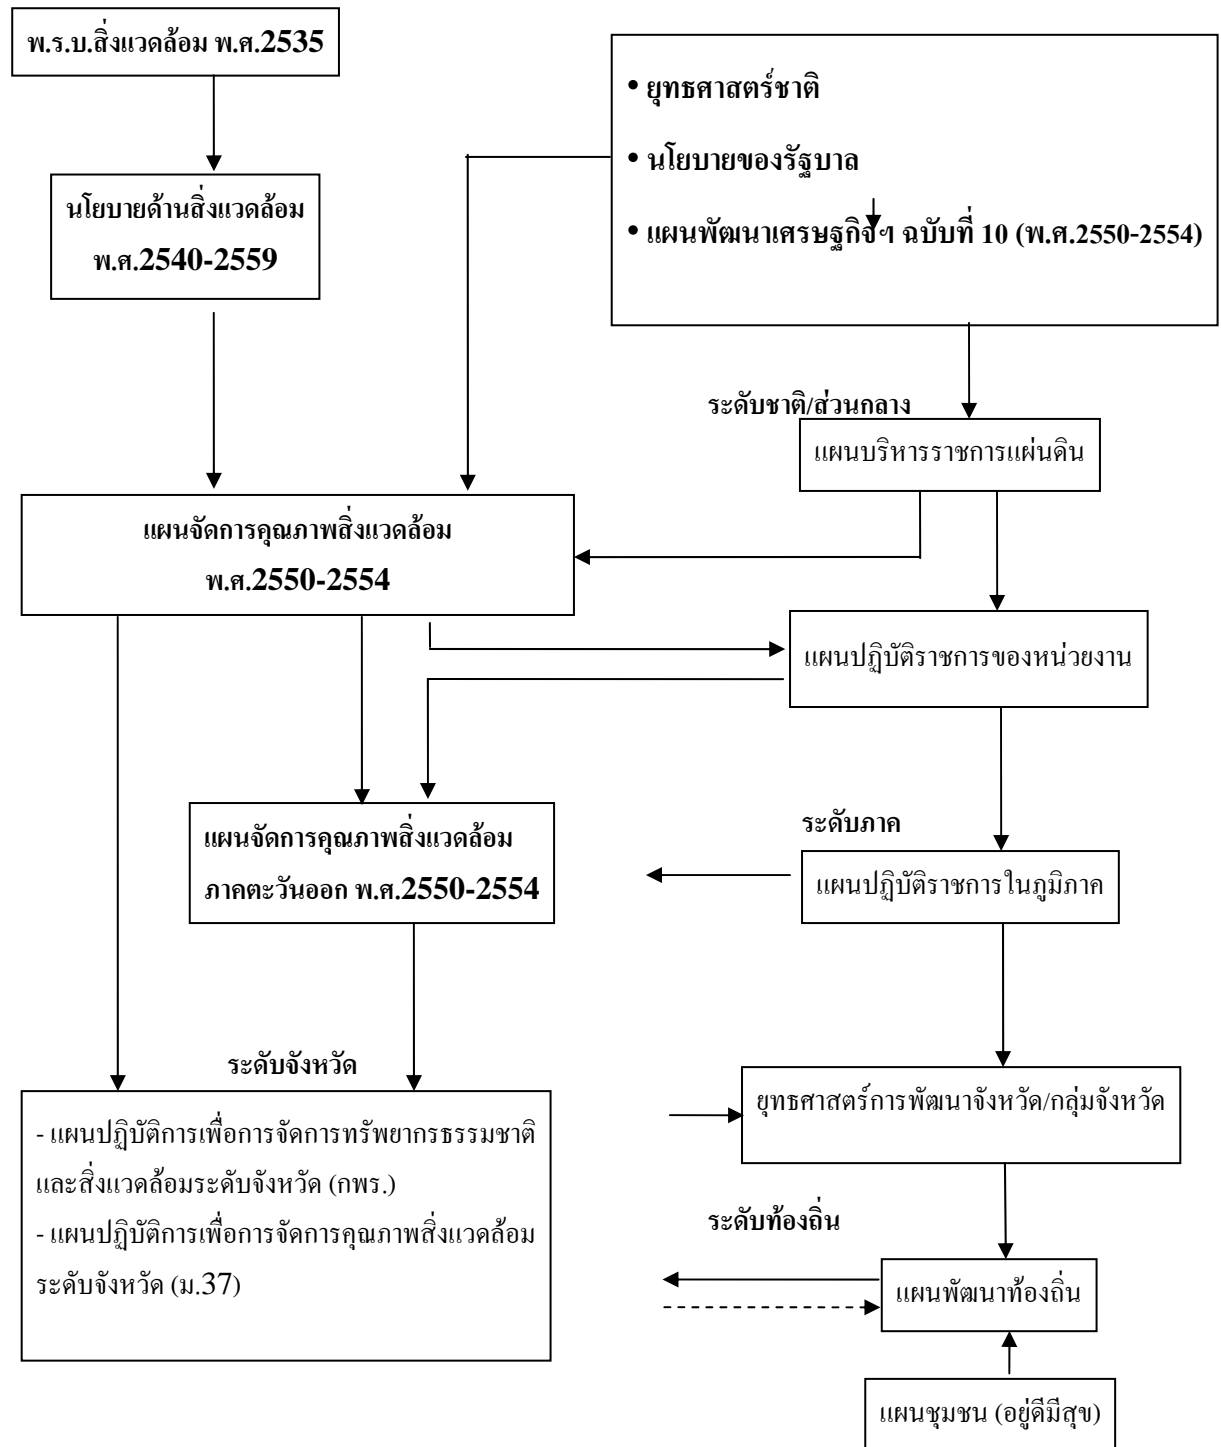 พ.ร.บ.สิ่งแวดล้อม พ.ศ.2535
• ยุทธศาสตร์ชาติ
• นโยบายของรัฐบาล
• แผนพัฒนาเศรษฐกิจฯ ฉบับที่ 10 (พ.ศ.2550-2554)
นโยบายด้านสิ่งแวดล้อม
พ.ศ.2540-2559
ระดับชาติ/ส่วนกลาง
แผนบริหารราชการแผ่นดิน
แผนจัดการคุณภาพสิ่งแวดล้อม
พ.ศ.2550-2554
แผนปฏิบัติราชการของหน่วยงาน
แผนจัดการคุณภาพสิ่งแวดล้อม
ภาคตะวันออก พ.ศ.2550-2554
ระดับภาค
แผนปฏิบัติราชการในภูมิภาค
ระดับจังหวัด
- แผนปฏิบัติการเพื่อการจัดการทรัพยากรธรรมชาติ
และสิ่งแวดล้อมระดับจังหวัด (กพร.)
- แผนปฏิบัติการเพื่อการจัดการคุณภาพสิ่งแวดล้อม
ระดับจังหวัด (ม.37)
ยุทธศาสตร์การพัฒนาจังหวัด/กลุ่มจังหวัด
ระดับท้องถิ่น
แผนพัฒนาท้องถิ่น
แผนชุมชน (อยู่ดีมีสุข)